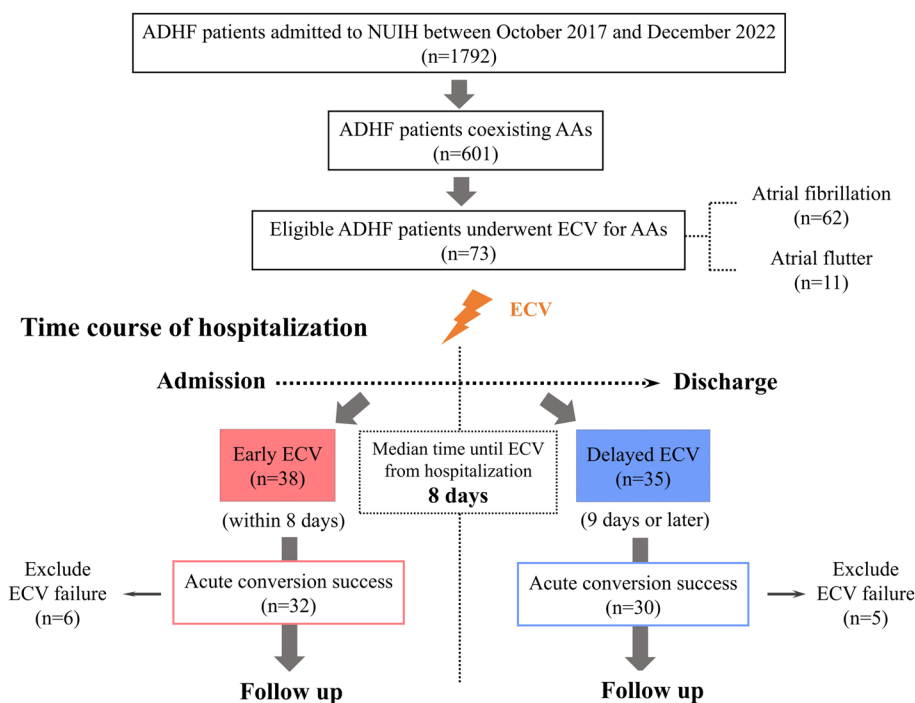 ADHF patients admitted to NUIH between October 2017 and December 2022
(n=1792)
ADHF patients coexisting AAs
(n=601)
Eligible ADHF patients underwent ECV for AAs
(n=73)
Atrial fibrillation
(n=62)
Atrial flutter
(n=11)
ECV
Time course of hospitalization
Admission
Discharge
Early ECV
(n=38)
(within 8 days)
Median time until ECV
from hospitalization
8 days
Delayed ECV
(n=35)
(9 days or later)
Exclude
ECV failure
(n=6)
Acute conversion success
(n=32)
Acute conversion success
(n=30)
Exclude
ECV failure
(n=5)
Follow up
Follow up